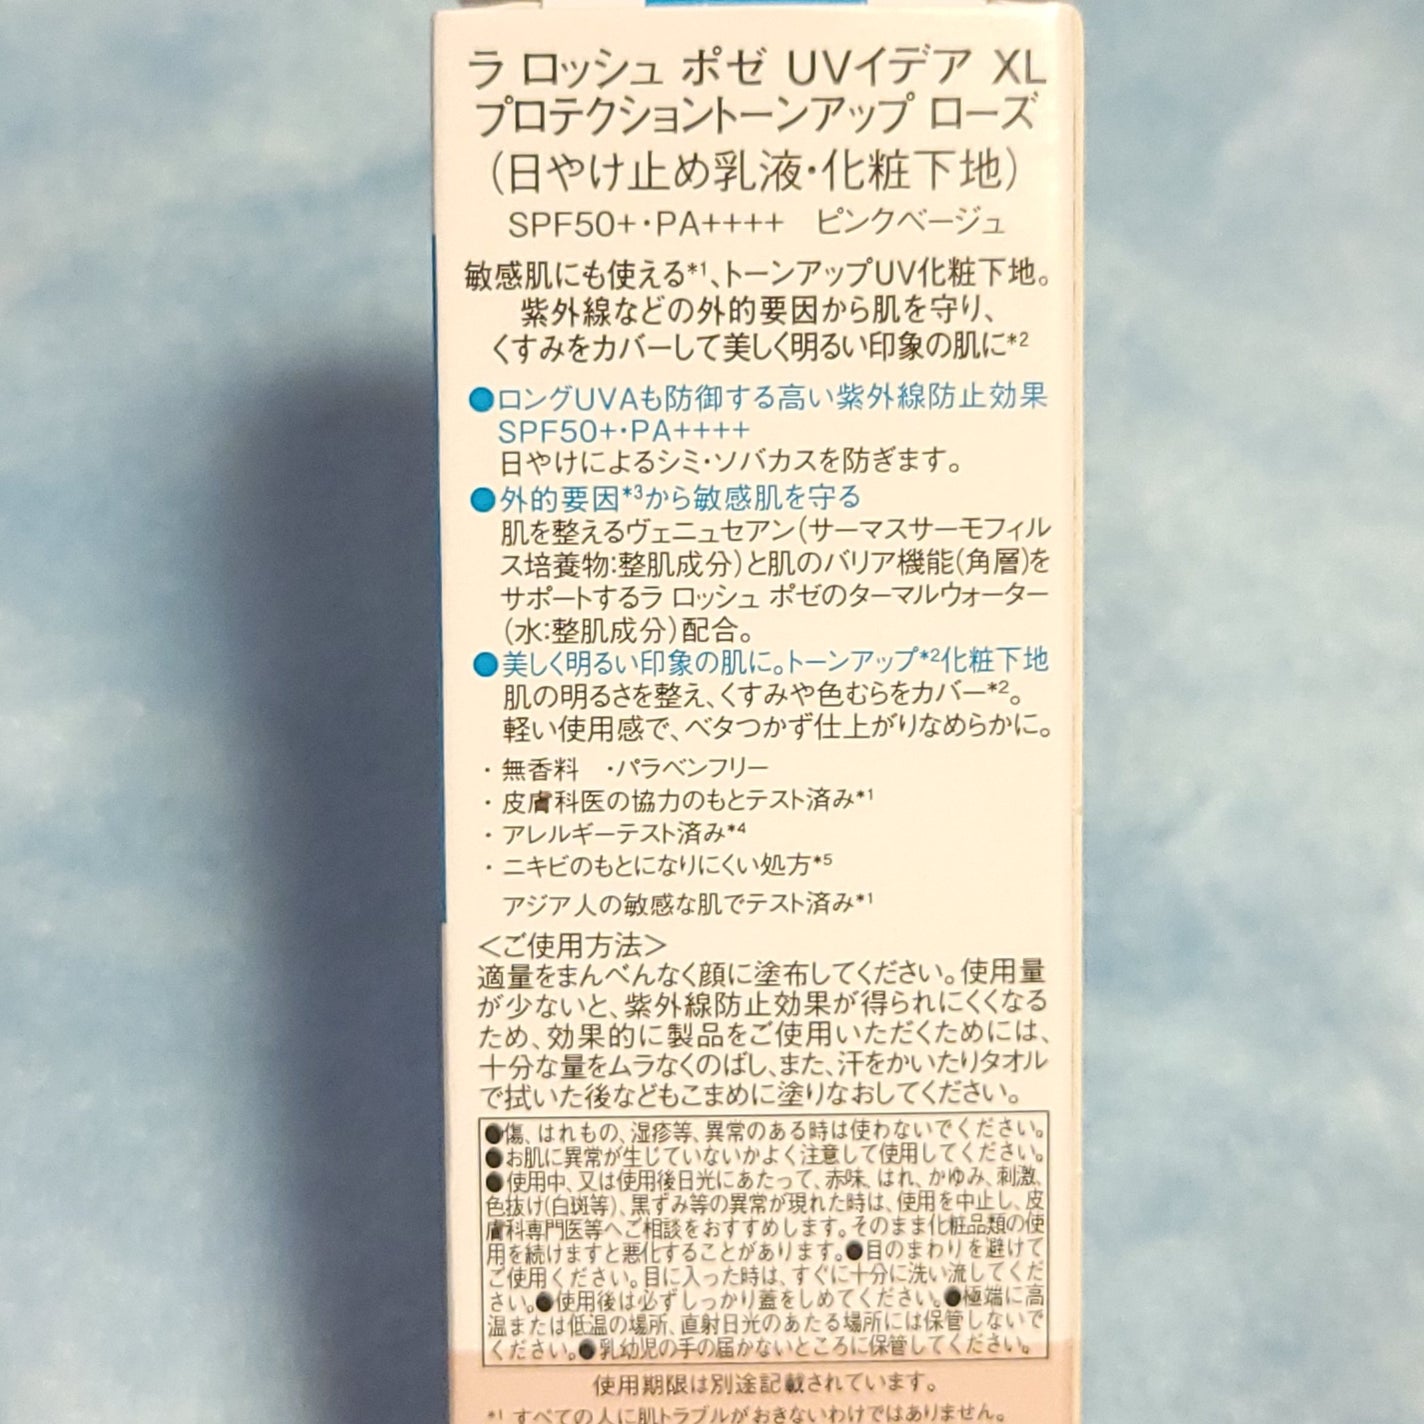 ラ ロッシュ ポゼ UVイデア XL
プロテクショントーンアップ ローズ
(日やけ止め乳液・化粧下地)
SPF50+・PA++++ ピンクベージュ
敏感肌にも使える*1、トーンアップUV化粧下地。
紫外線などの外的要因から肌を守り、
くすみをカバーして美しく明るい印象の肌に*2
●ロングUVAも防御する高い紫外線防止効果
SPF50+・PA++++
日やけによるシミ・ソバカスを防ぎます。
●外的要因*3から敏感肌を守る
肌を整えるヴェニュセアン(サーマスサーモフィル
ス培養物:整肌成分)と肌のバリア機能(角層)を
サポートするラ ロッシュ ポゼのターマルウォーター
(水:整肌成分)配合。
●美しく明るい印象の肌に。トーンアップ*2化粧下地
肌の明るさを整え、くすみや色むらをカバー*2。
軽い使用感で、ベタつかず仕上がりなめらかに。
・無香料 ・パラベンフリー
・皮膚科医の協力のもとテスト済み*1
・アレルギーテスト済み*4
・ニキビのもとになりにくい処方*5
アジア人の敏感な肌でテスト済み*1
<ご使用方法>
適量をまんべんなく顔に塗布してください。使用量
が少ないと、紫外線防止効果が得られにくくなる
ため、効果的に製品をご使用いただくためには、
十分な量をムラなくのばし、また、汗をかいたりタオル
で拭いた後などもこまめに塗りなおしてください。
●傷、はれもの、湿疹等、異常のある時は使わないでください。
●お肌に異常が生じていないかよく注意して使用してください。
●使用中、又は使用後日光にあたって、赤味、はれ、かゆみ、刺激、
色抜け(白斑等)、黒ずみ等の異常が現れた時は、使用を中止し、皮
膚科専門医等へご相談をおすすめします。そのまま化粧品類の使
用を続けますと悪化することがあります。●目のまわりを避けて
ご使用ください。目に入った時は、すぐに十分に洗い流してくだ
さい。●使用後は必ずしっかり蓋をしめてください。●極端に高
温または低温の場所、直射日光のあたる場所には保管しないで
ください。●乳幼児の手の届かないところに保管してください。
使用期限は別途記載されています。
*1 すべての人に肌トラブルがおきないわけではありません。